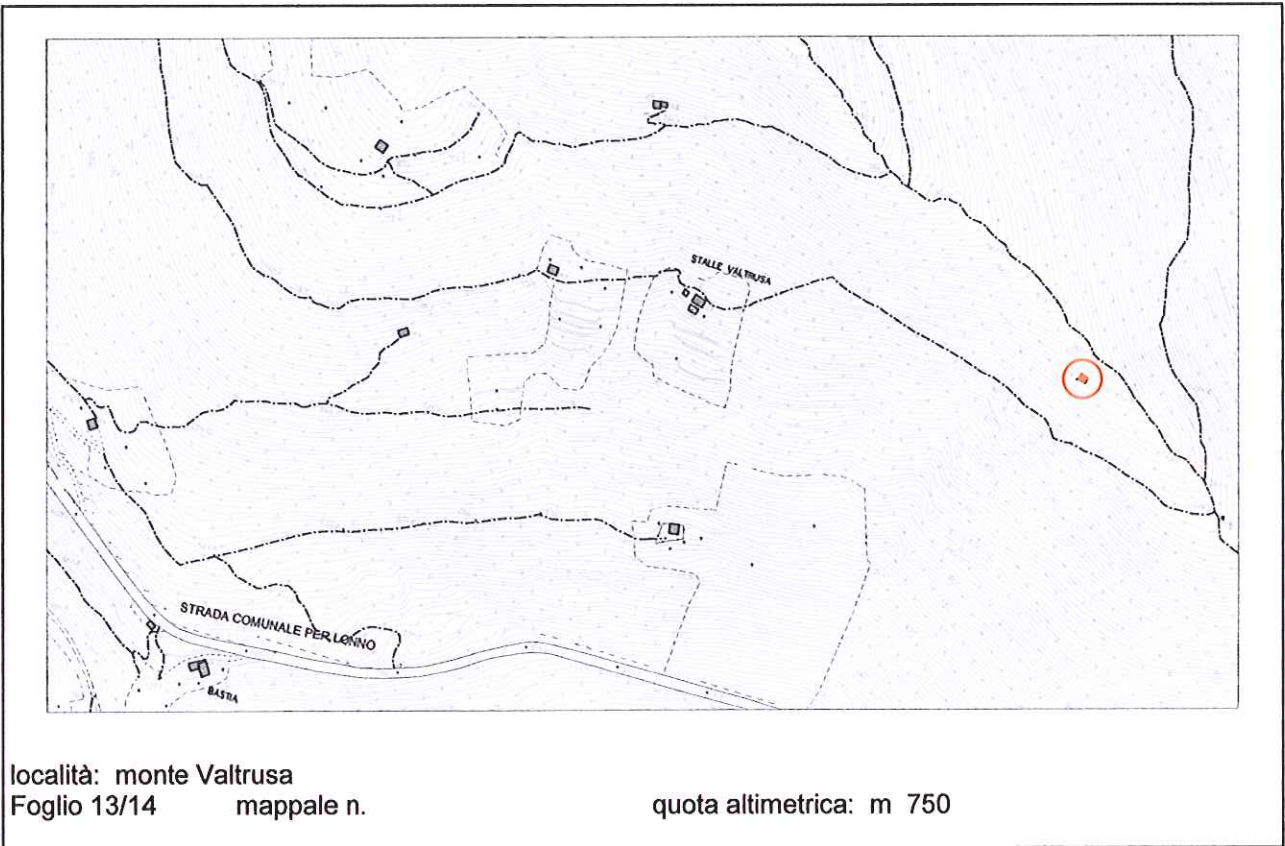 STALLE VALTRUSA
STRADA COMUNALE PER LONNO
BASTIA
località: monte Valtrusa
Foglio 13/14 mappale n. quota altimetrica: m 750